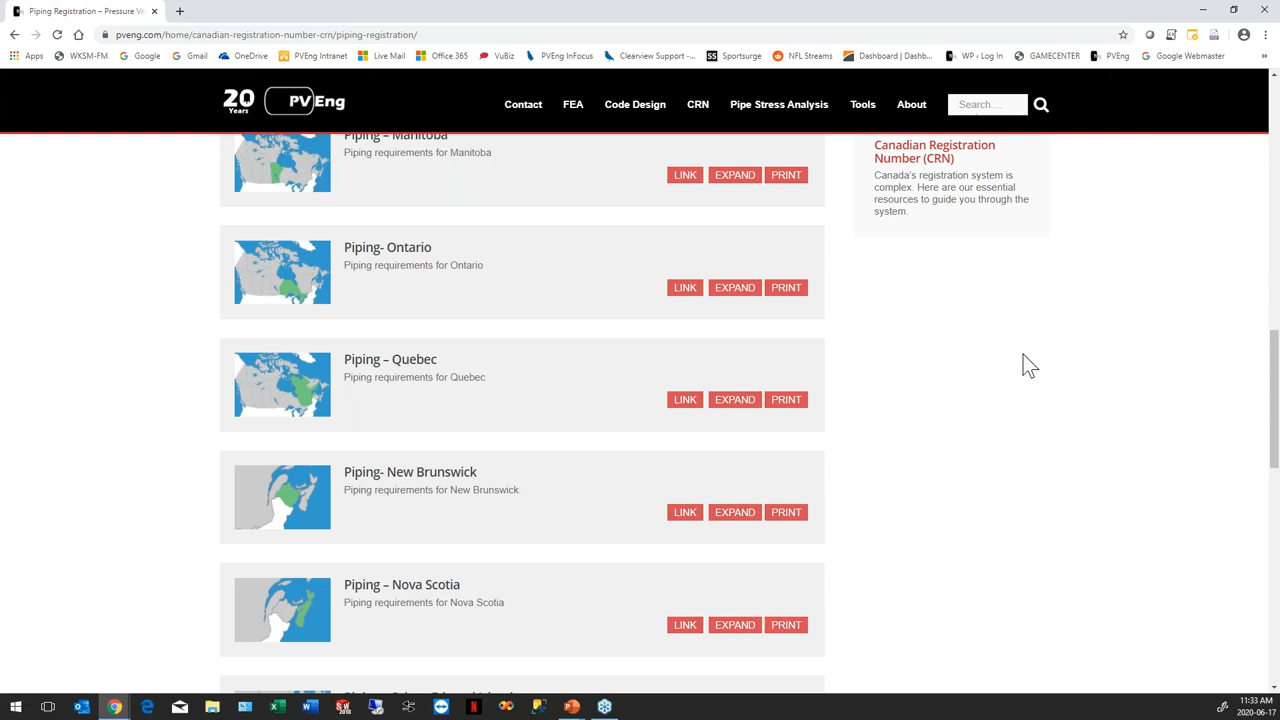 Piping Registration – Pressure Ve
pveng.com/home/canadian-registration-number-crn/piping-registration/
Apps WKSM-FM Google Gmail OneDrive PVEng Intranet Live Mail Office 365 VuBiz PVEng InFocus Clearview Support -... Sportsurge NFL Streams Dashboard | Dashb... WP ‹ Log In GAMECENTER PVEng Google Webmaster »
20 Years PVEng Contact FEA Code Design CRN Pipe Stress Analysis Tools About Search....
Piping – Manitoba
Piping requirements for Manitoba
LINK EXPAND PRINT
Piping- Ontario
Piping requirements for Ontario
LINK EXPAND PRINT
Piping – Quebec
Piping requirements for Quebec
LINK EXPAND PRINT
Piping- New Brunswick
Piping requirements for New Brunswick
LINK EXPAND PRINT
Piping – Nova Scotia
Piping requirements for Nova Scotia
LINK EXPAND PRINT
Canadian Registration
Number (CRN)
Canada's registration system is
complex. Here are our essential
resources to guide you through the
system.
11:33 AM
2020-06-17